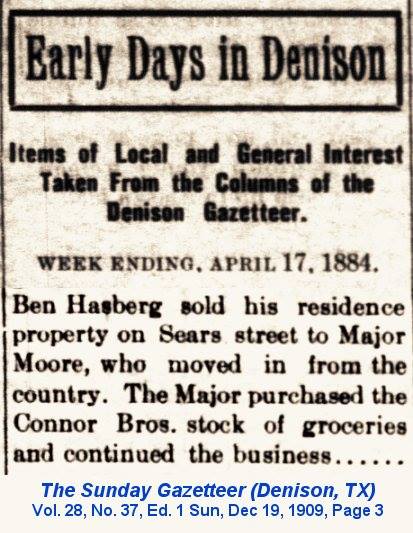 Early Days in Denison
Items of Local and General Interest
Taken From the Columns of the
Denison Gazetteer.
WEEK ENDING, APRIL 17, 1884.
Ben Hasberg sold his residence
property on Sears street to Major
Moore, who moved in from the
country. The Major purchased the
Connor Bros. stock of groceries
and continued the business......
The Sunday Gazetteer (Denison, TX)
Vol. 28, No. 37, Ed. 1 Sun, Dec 19, 1909, Page 3